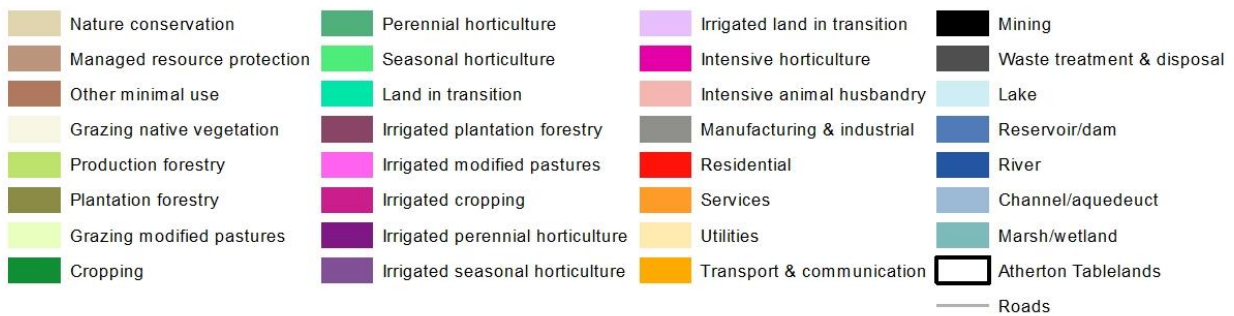 Nature conservation
Managed resource protection
Other minimal use
Grazing native vegetation
Production forestry
Plantation forestry
Grazing modified pastures
Cropping
Perennial horticulture
Seasonal horticulture
Land in transition
Irrigated plantation forestry
Irrigated modified pastures
Irrigated cropping
Irrigated perennial horticulture
Irrigated seasonal horticulture
Irrigated land in transition
Intensive horticulture
Intensive animal husbandry
Manufacturing & industrial
Residential
Services
Utilities
Transport & communication
Mining
Waste treatment & disposal
Lake
Reservoir/dam
River
Channel/aquedeuct
Marsh/wetland
Atherton Tablelands
Roads